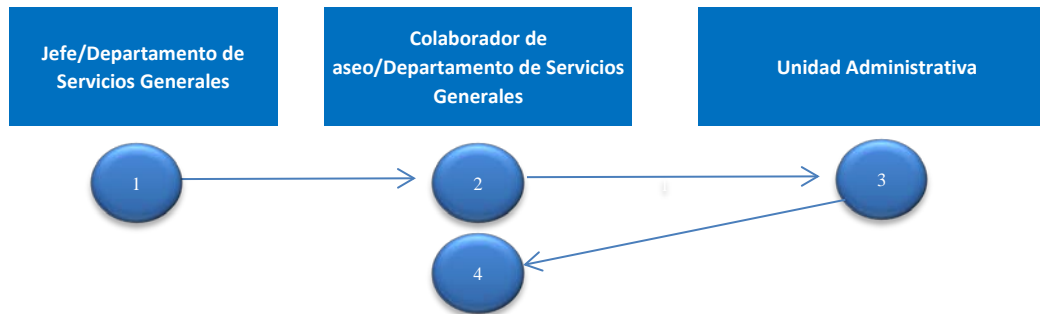 Jefe/Departamento de
Servicios Generales
Colaborador de
aseo/Departamento de Servicios
Generales
Unidad Administrativa
1
2
3
4